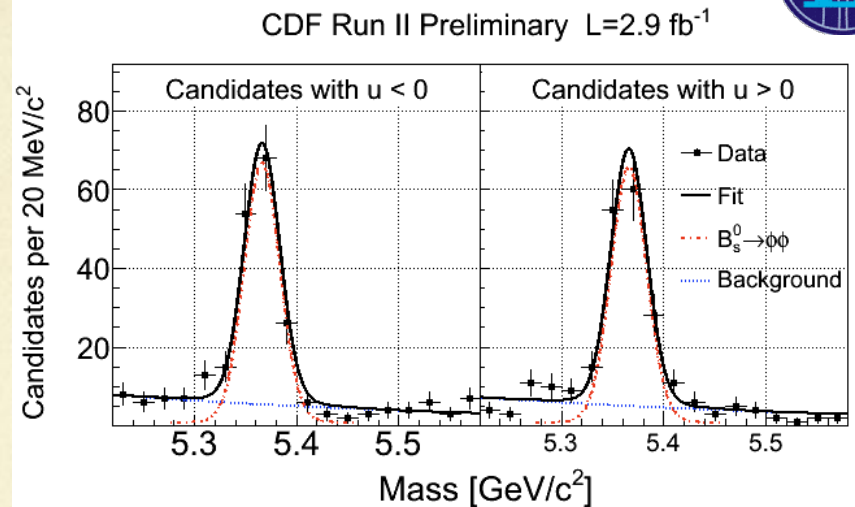 CDF Run II Preliminary L=2.9 fb⁻¹
Candidates with u < 0
Candidates with u > 0
Candidates per 20 MeV/c²
80
60
40
20
Data
Fit
B⁰ₛ→ϕϕ
Background
5.3 5.4 5.5
5.3 5.4 5.5
Mass [GeV/c²]